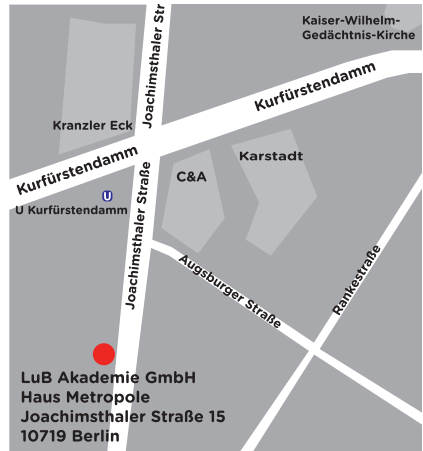 Kaiser-Wilhelm-
Gedächtnis-Kirche
Joachimsthaler Str
Kurfürstendamm
Kranzler Eck
Karstadt
C&A
Kurfürstendamm
U
U Kurfürstendamm
Joachimsthaler Straße
Augsburger Straße
Rankestraße
LuB Akademie GmbH
Haus Metropole
Joachimsthaler Straße 15
10719 Berlin